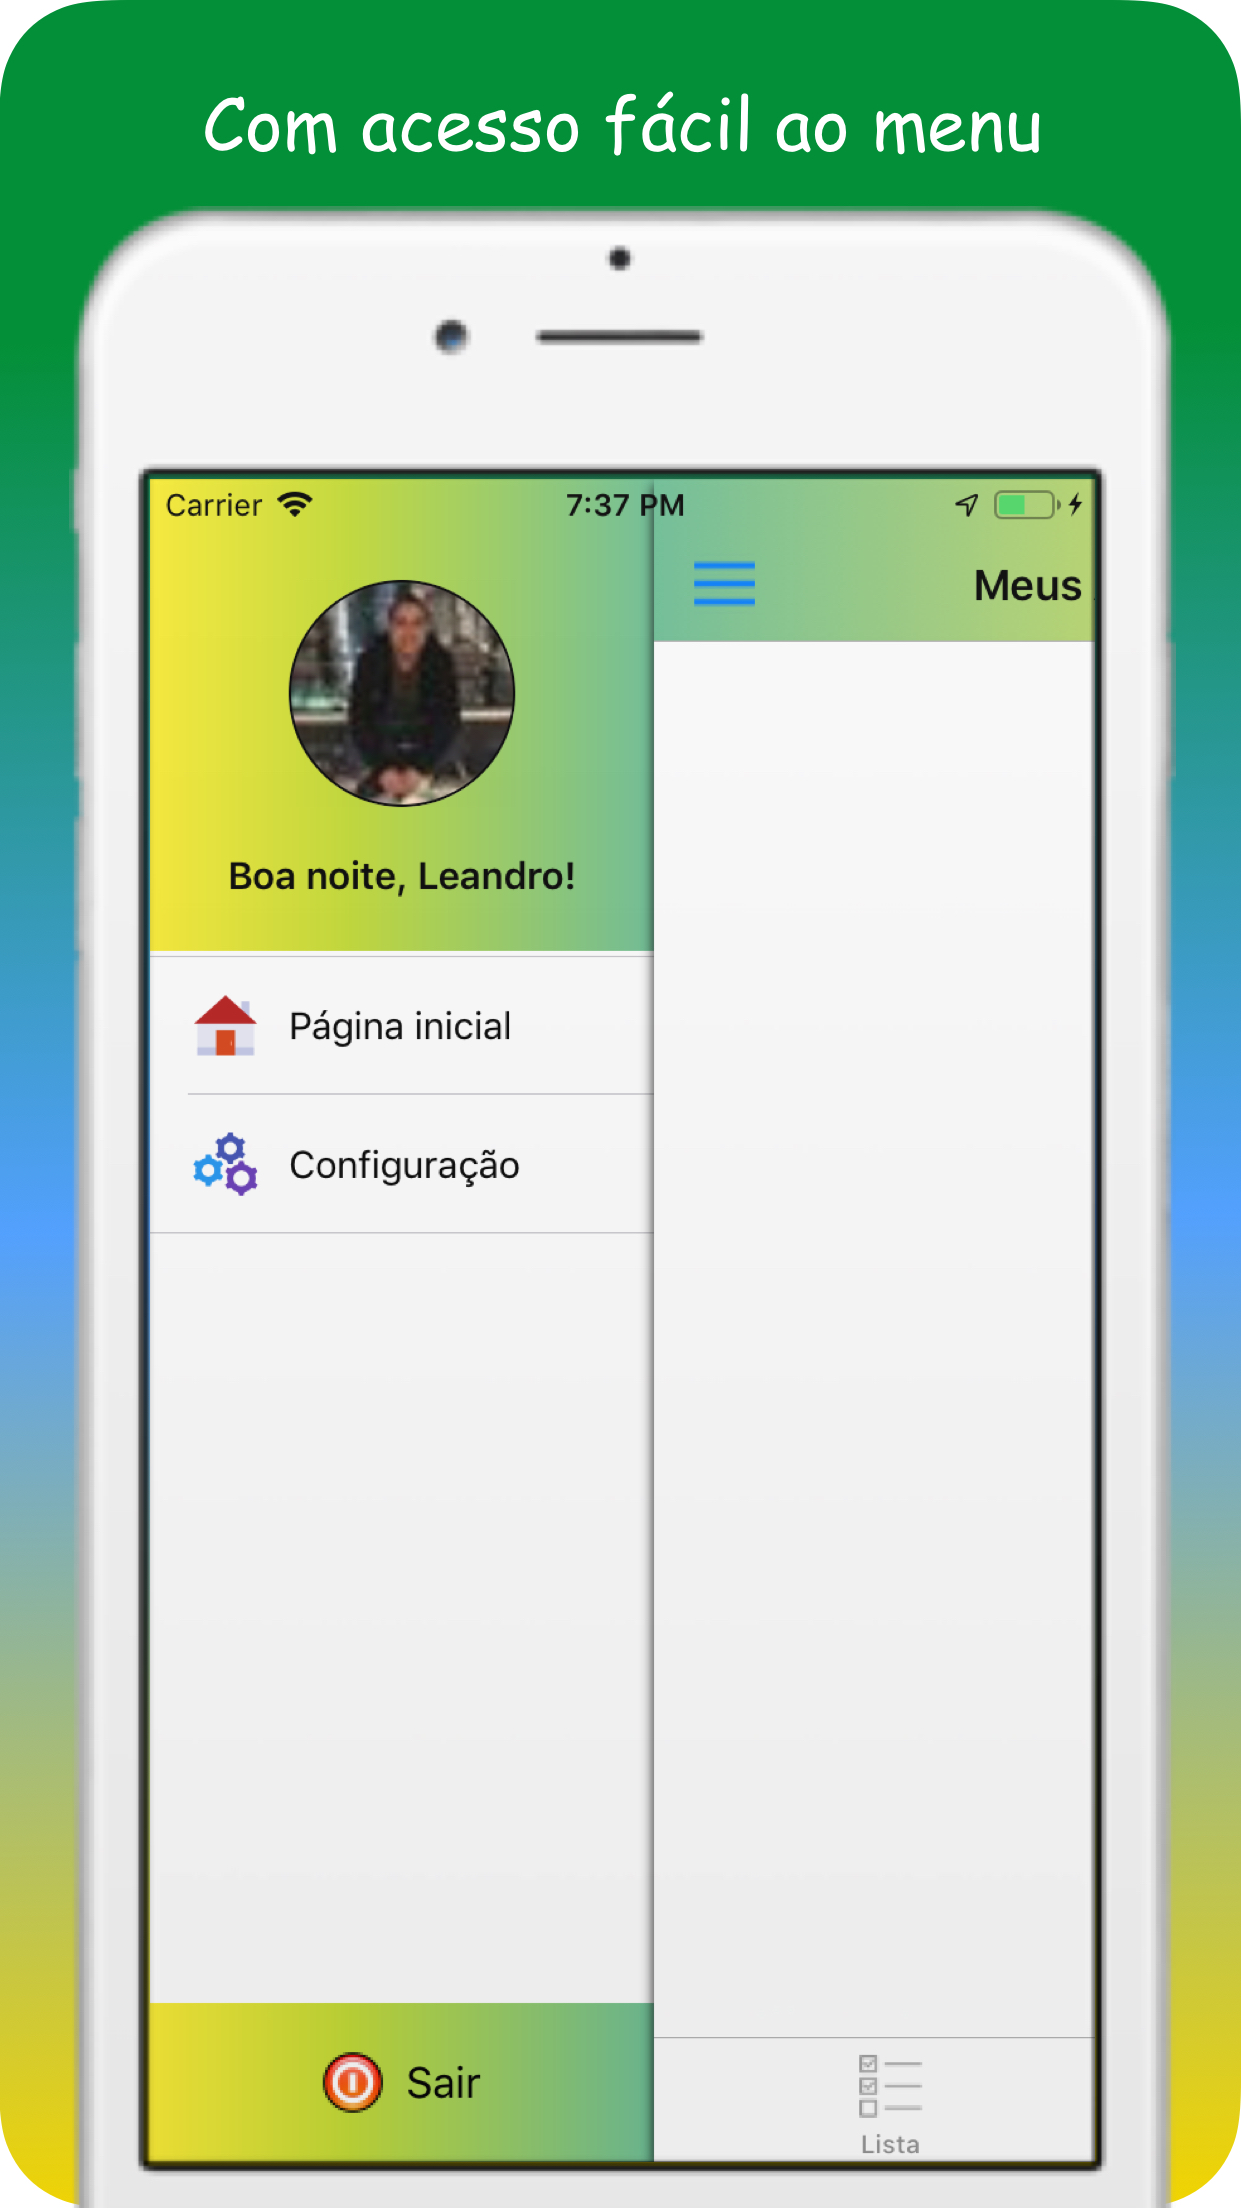 Com acesso fácil ao menu
Carrier
7:37 PM
Meus
Boa noite, Leandro!
Página inicial
Configuração
Sair
Lista